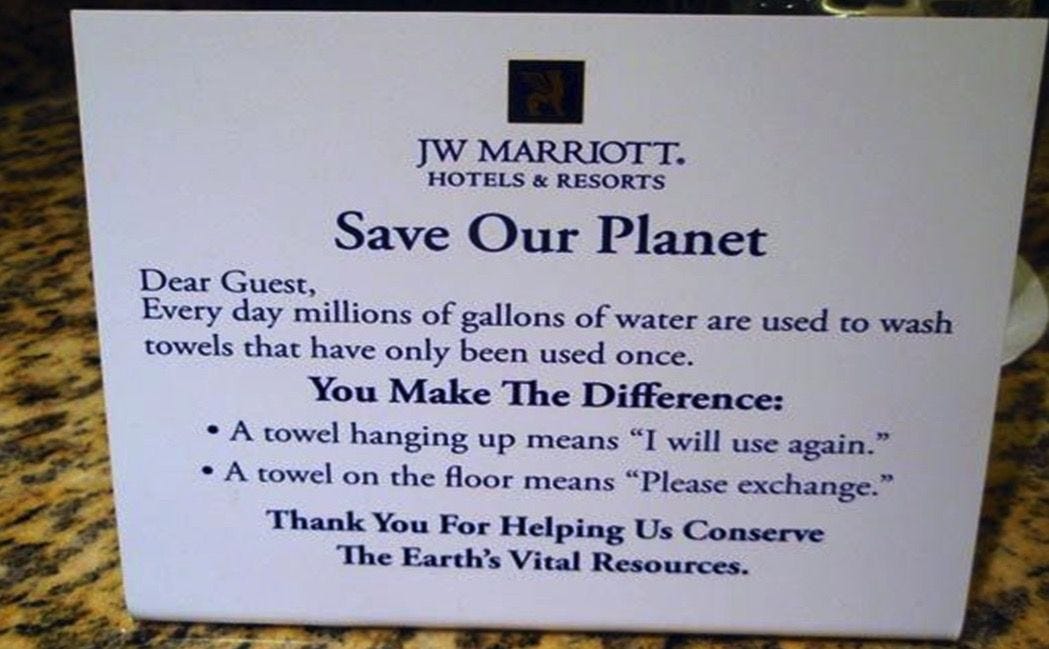 JW MARRIOTT.
HOTELS & RESORTS
Save Our Planet
Dear Guest,
Every day millions of gallons of water are used to wash
towels that have only been used once.
You Make The Difference:
• A towel hanging up means “I will use again.”
• A towel on the floor means “Please exchange.”
Thank You For Helping Us Conserve
The Earth’s Vital Resources.